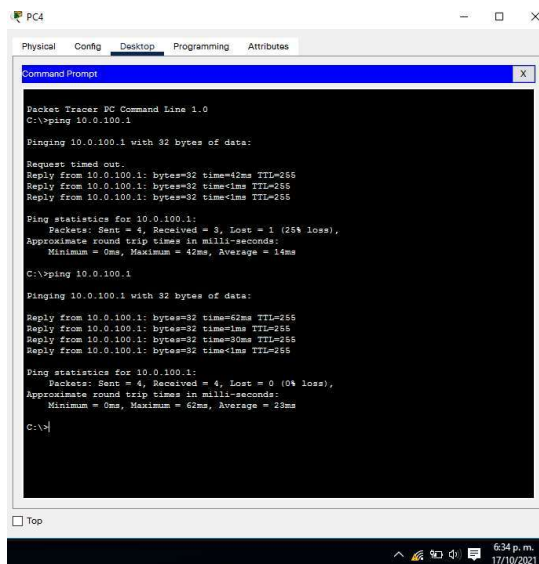 PC4
Physical Config Desktop Programming Attributes
Command Prompt X
Packet Tracer PC Command Line 1.0
C:\>ping 10.0.100.1
Pinging 10.0.100.1 with 32 bytes of data:
Request timed out.
Reply from 10.0.100.1: bytes=32 time=42ms TTL=255
Reply from 10.0.100.1: bytes=32 time<1ms TTL=255
Reply from 10.0.100.1: bytes=32 time<1ms TTL=255
Ping statistics for 10.0.100.1:
Packets: Sent = 4, Received = 3, Lost = 1 (25% loss),
Approximate round trip times in milli-seconds:
Minimum = 0ms, Maximum = 42ms, Average = 14ms
C:\>ping 10.0.100.1
Pinging 10.0.100.1 with 32 bytes of data:
Reply from 10.0.100.1: bytes=32 time=62ms TTL=255
Reply from 10.0.100.1: bytes=32 time=1ms TTL=255
Reply from 10.0.100.1: bytes=32 time=30ms TTL=255
Reply from 10.0.100.1: bytes=32 time<1ms TTL=255
Ping statistics for 10.0.100.1:
Packets: Sent = 4, Received = 4, Lost = 0 (0% loss),
Approximate round trip times in milli-seconds:
Minimum = 0ms, Maximum = 62ms, Average = 23ms
C:\>
Top
6:34 p. m.
17/10/2021